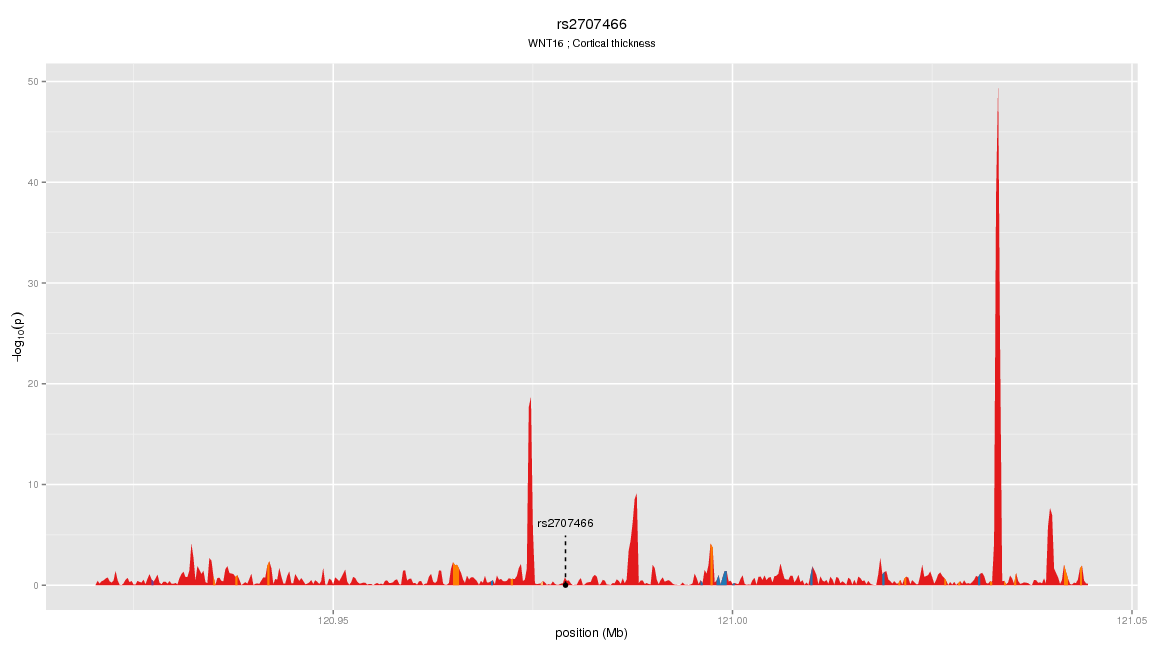 rs2707466
WNT16 ; Cortical thickness
50
40
30
20
10
0
−log10(p)
rs2707466
120.95
121.00
121.05
position (Mb)